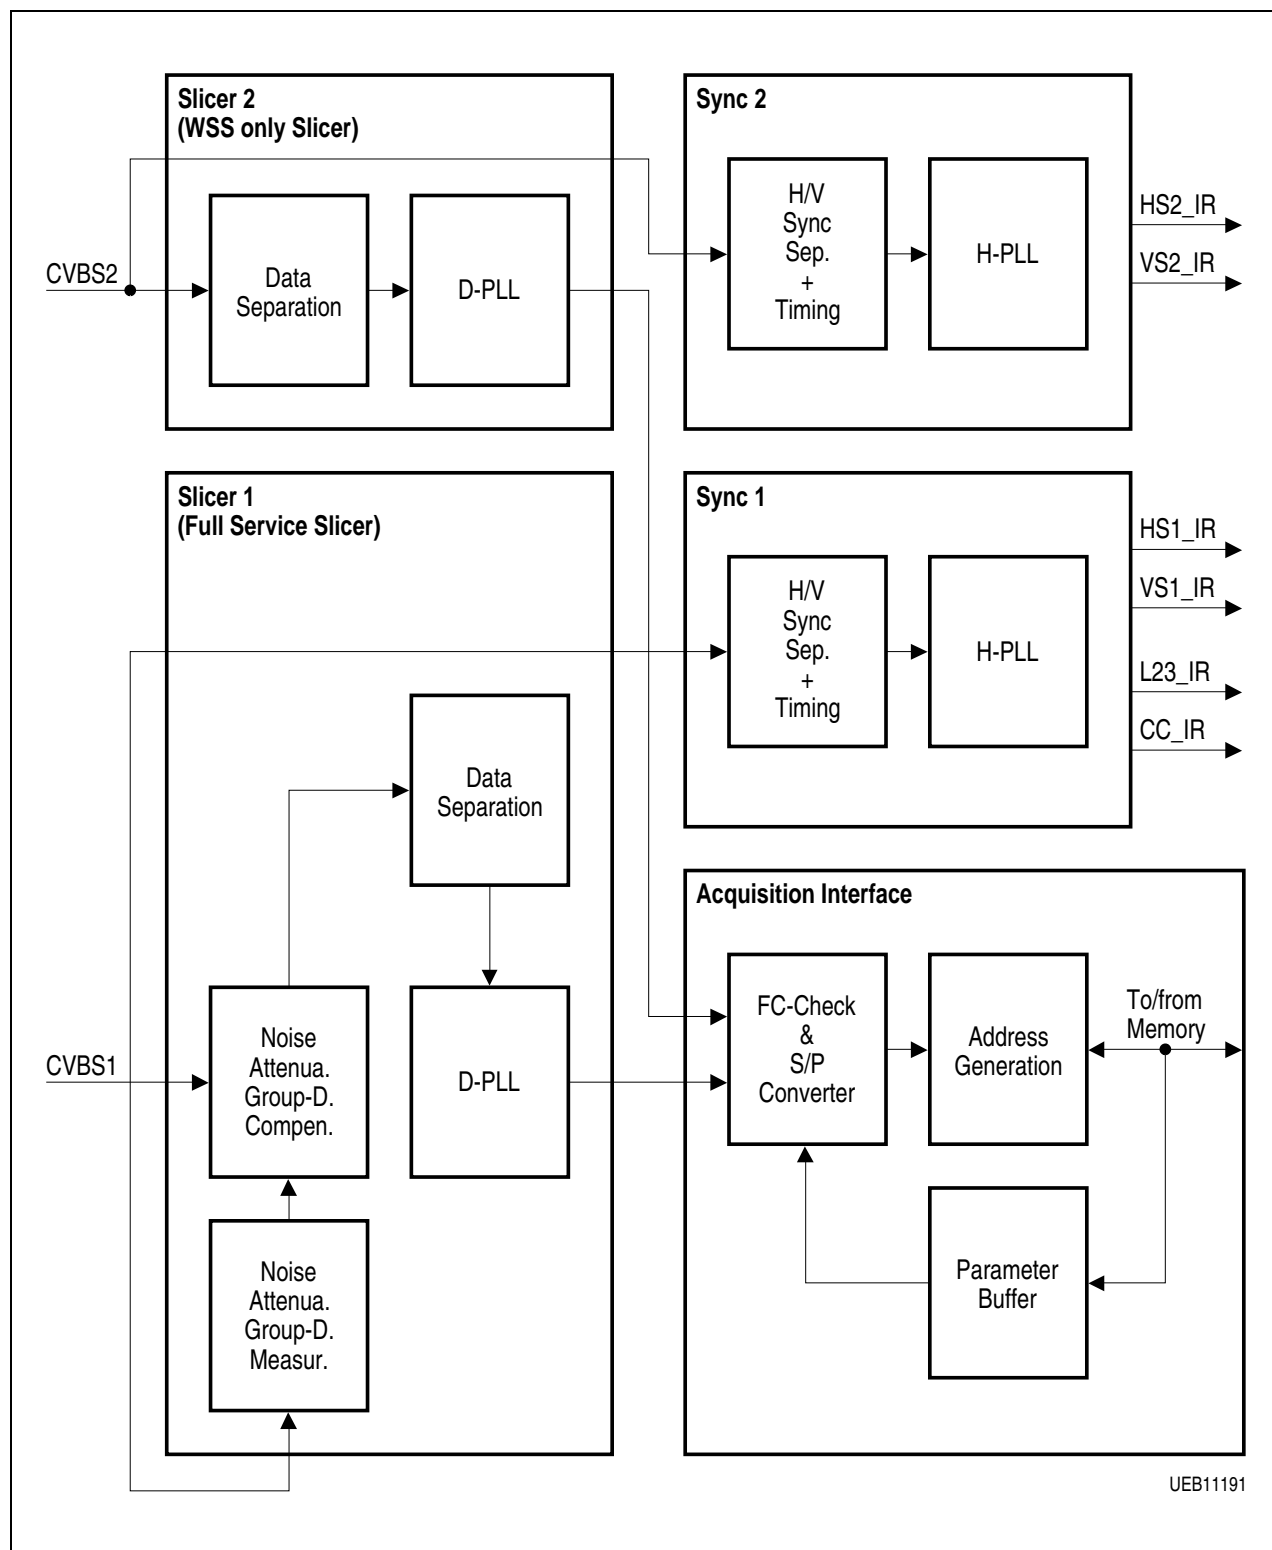 Slicer 2
(WSS only Slicer)
CVBS2
Data
Separation
D-PLL
Sync 2
H/V
Sync
Sep.
+
Timing
H-PLL
HS2_IR
VS2_IR
Slicer 1
(Full Service Slicer)
Data
Separation
CVBS1
Noise
Attenua.
Group-D.
Compen.
D-PLL
Noise
Attenua.
Group-D.
Measur.
Sync 1
H/V
Sync
Sep.
+
Timing
H-PLL
HS1_IR
VS1_IR
L23_IR
CC_IR
Acquisition Interface
FC-Check
&
S/P
Converter
Address
Generation
To/from
Memory
Parameter
Buffer
UEB11191